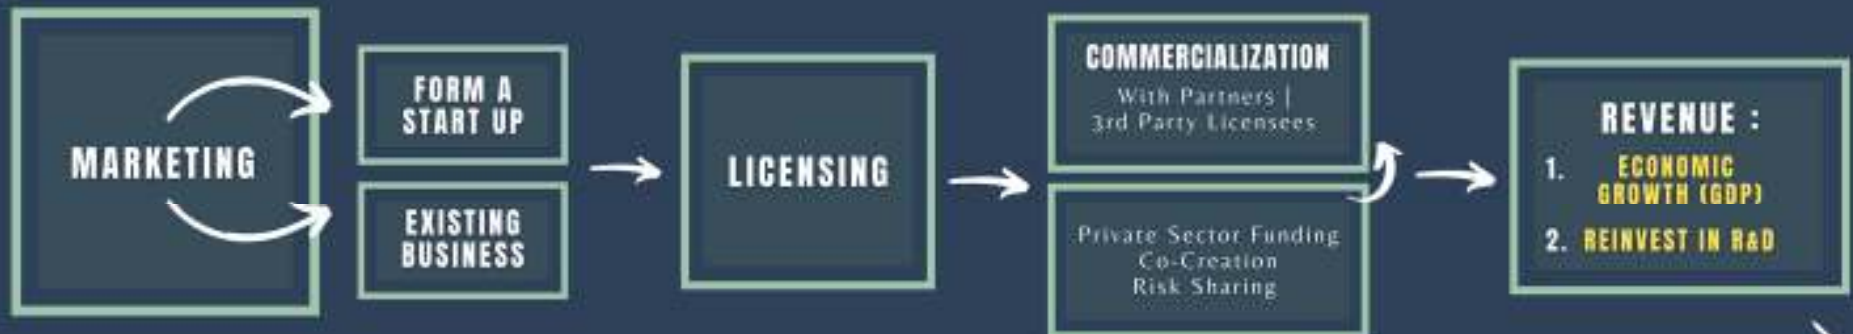 MARKETING
FORM A
START UP
EXISTING
BUSINESS
LICENSING
COMMERCIALIZATION
With Partners |
3rd Party Licensees
Private Sector Funding
Co-Creation
Risk Sharing
REVENUE :
1. ECONOMIC
GROWTH (GDP)
2. REINVEST IN R&D